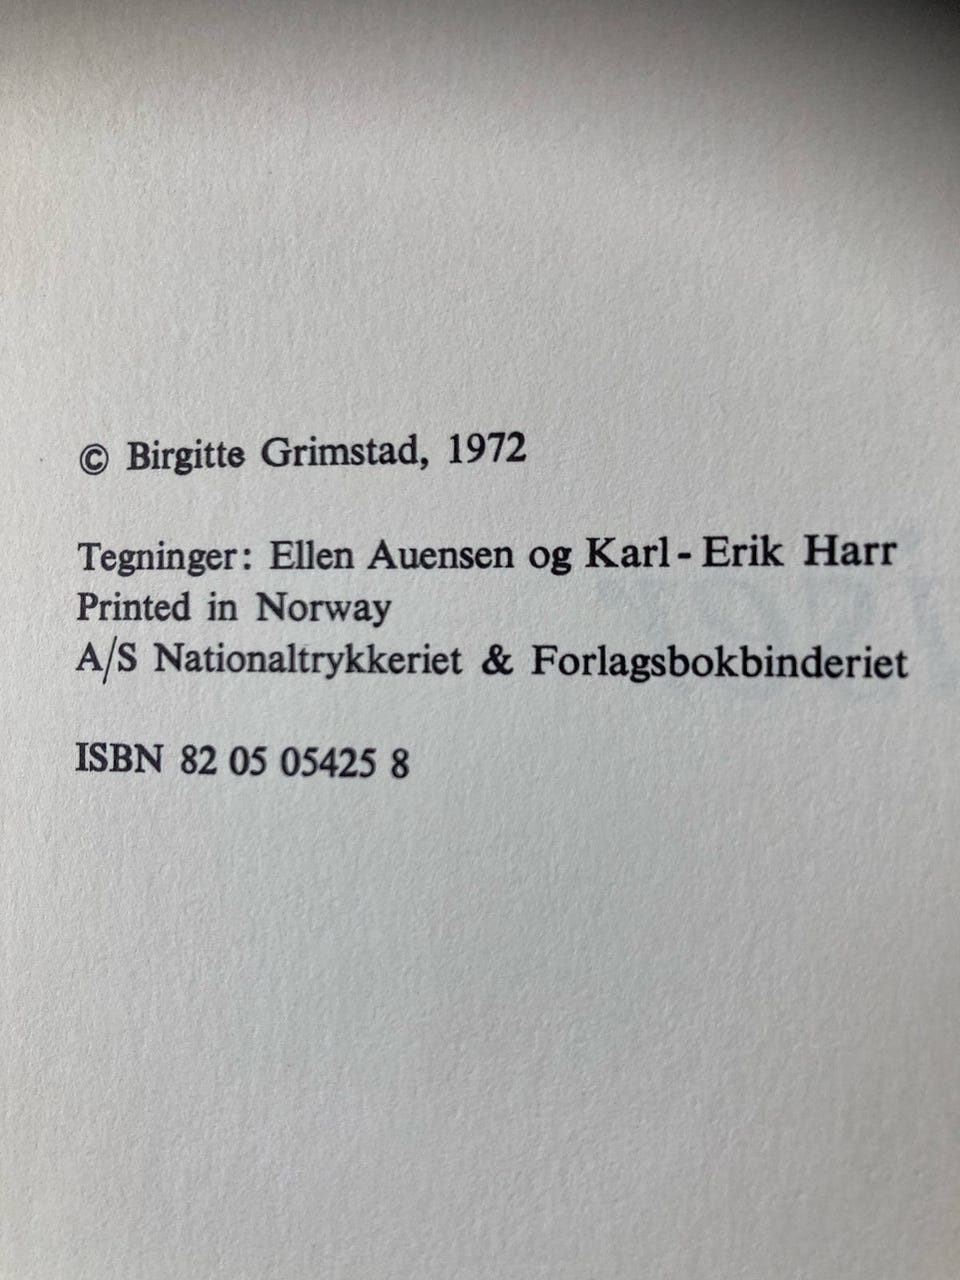 © Birgitte Grimstad, 1972
Tegninger: Ellen Auensen og Karl - Erik Harr
Printed in Norway
A/S Nationaltrykkeriet & Forlagsbokbinderiet
ISBN 82 05 05425 8